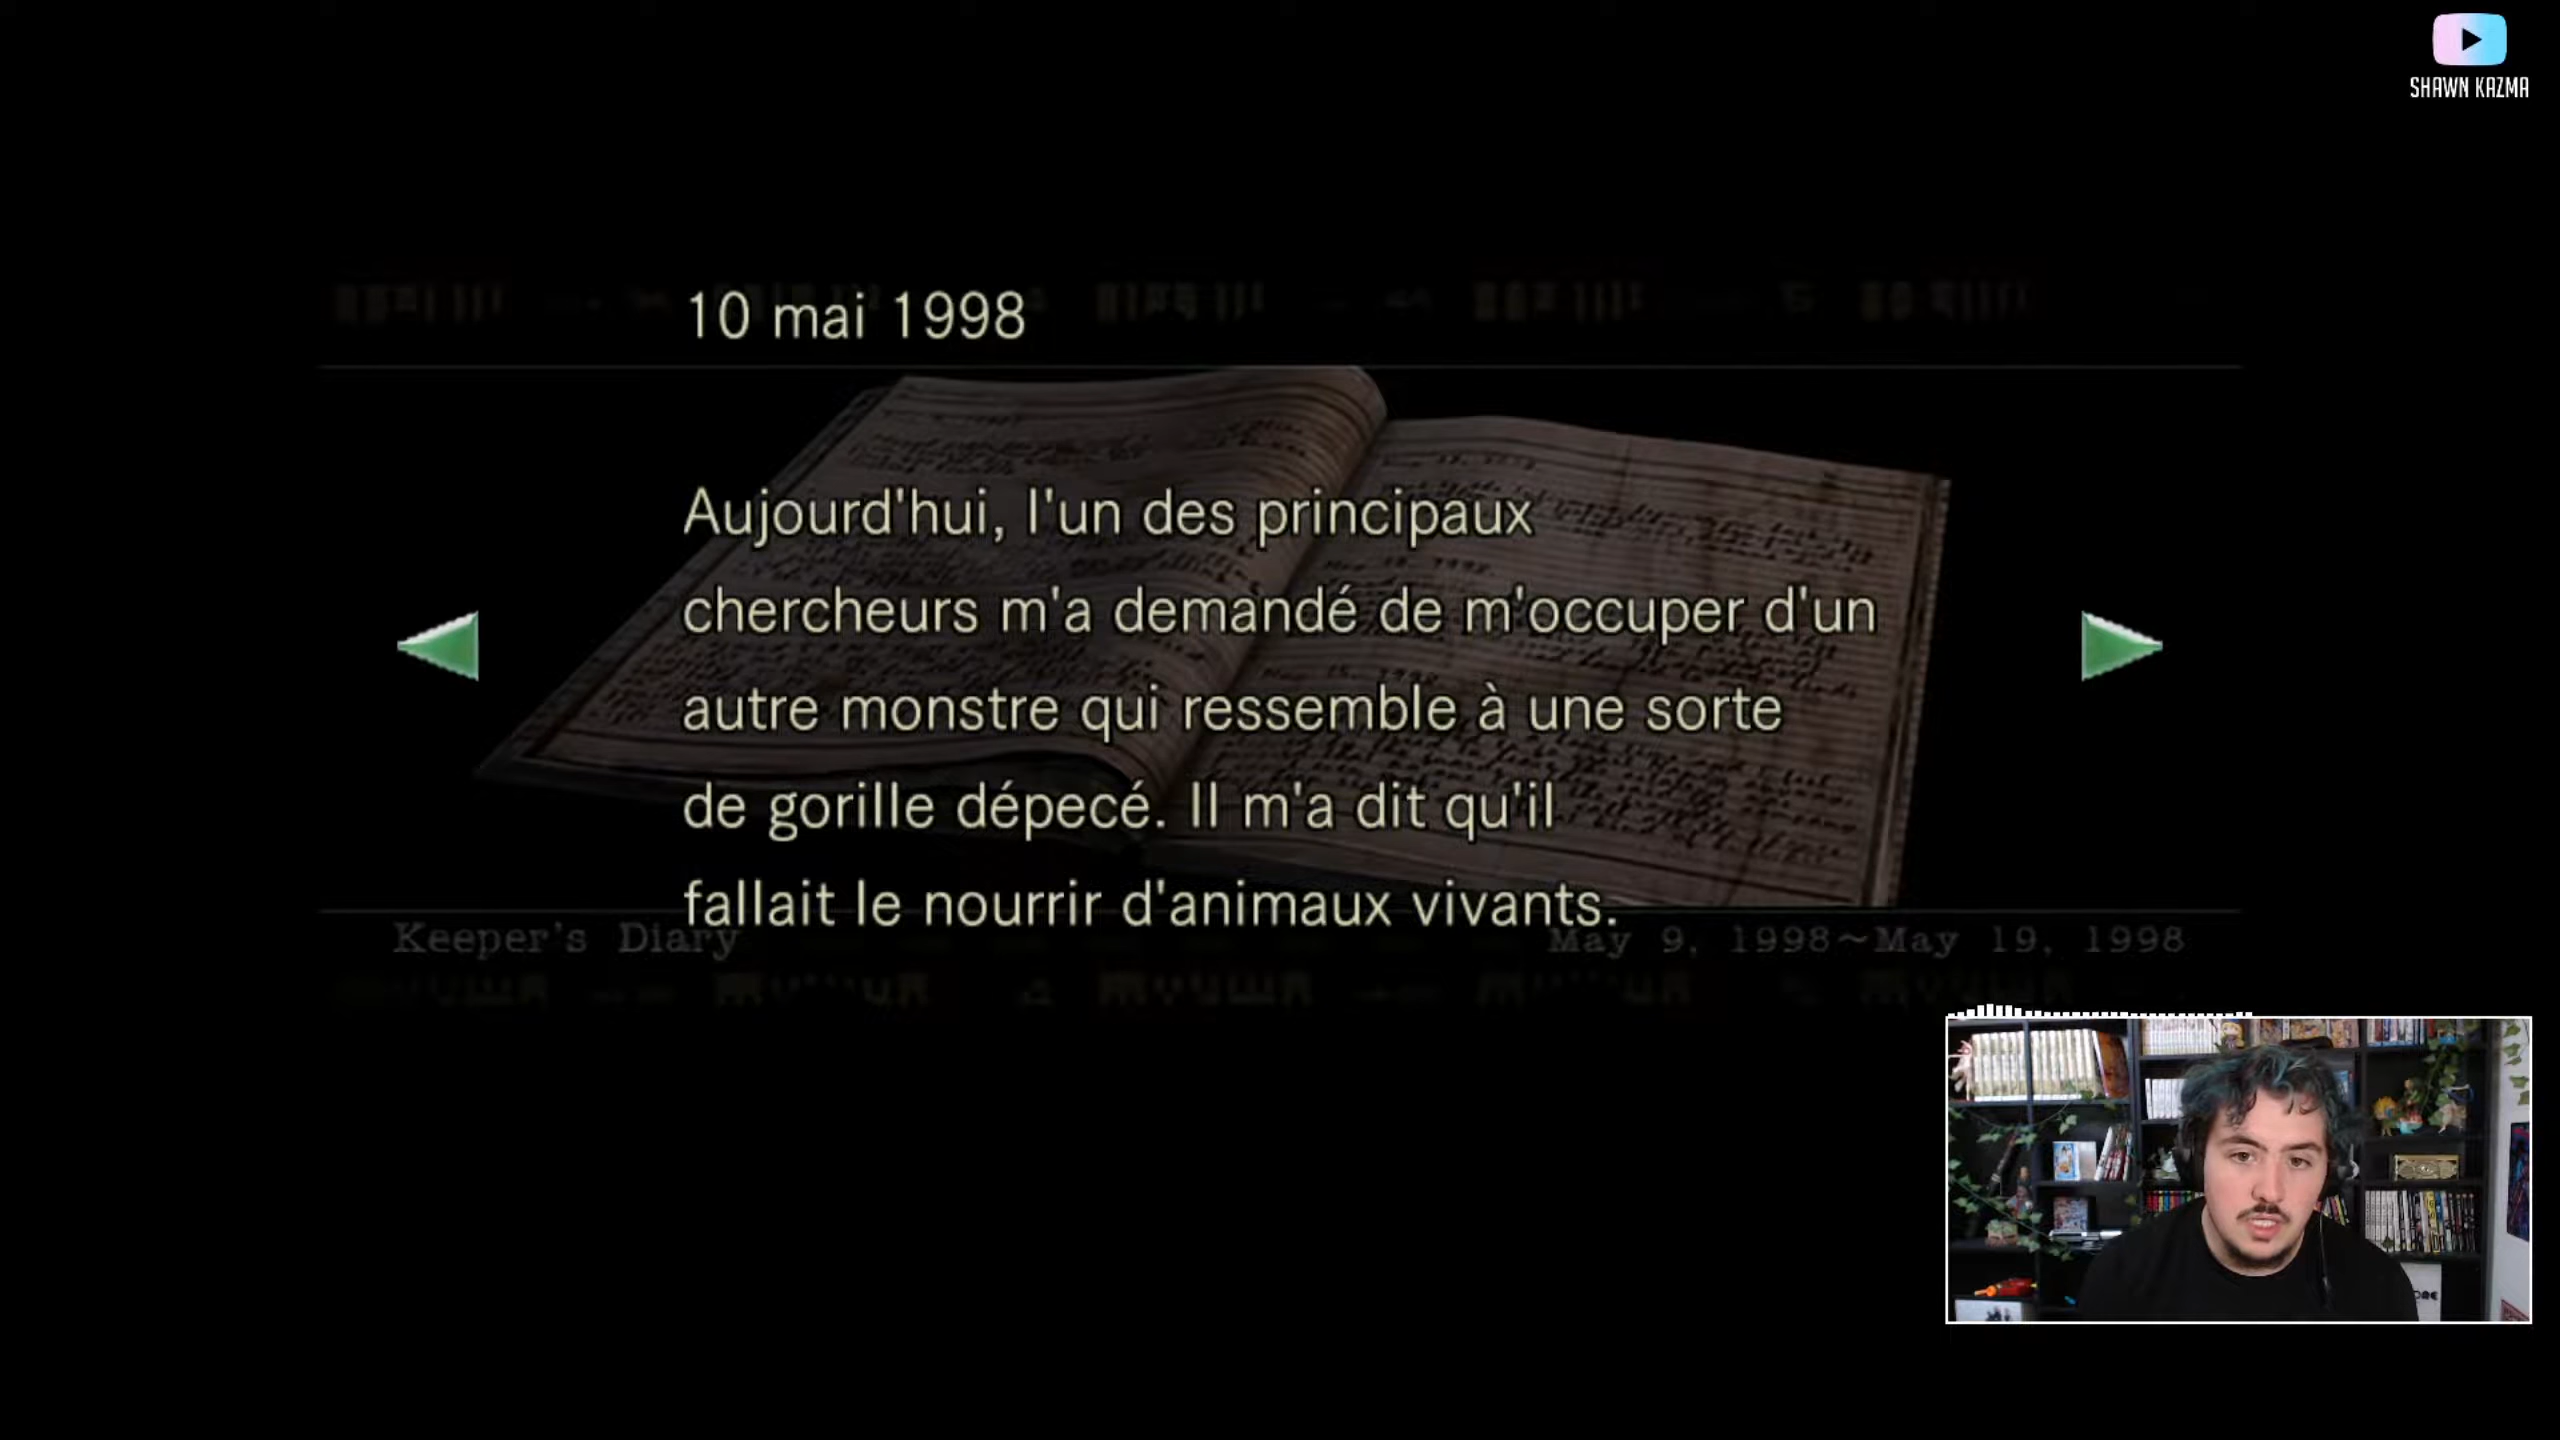 SHAWN KAZMA
10 mai 1998
Aujourd'hui, l'un des principaux
chercheurs m'a demandé de m'occuper d'un
autre monstre qui ressemble à une sorte
de gorille dépecé. Il m'a dit qu'il
fallait le nourrir d'animaux vivants.
Keeper's Diary
May 9, 1998~May 19, 1998